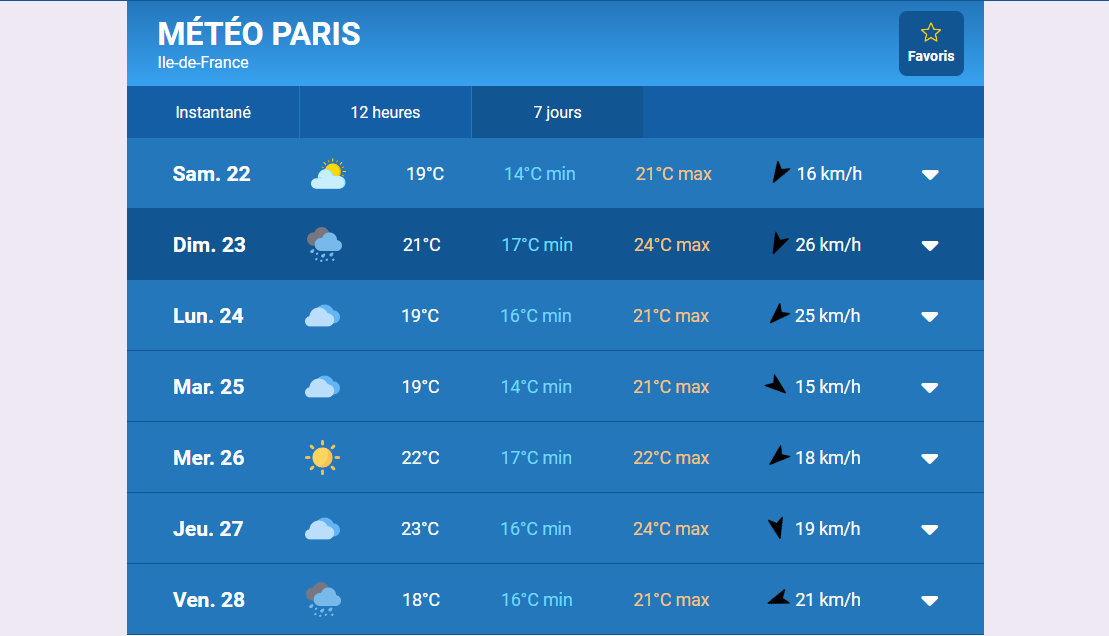 MÉTÉO PARIS
Ile-de-France
Favoris
Instantané 12 heures 7 jours
Sam. 22 19°C 14°C min 21°C max 16 km/h
Dim. 23 21°C 17°C min 24°C max 26 km/h
Lun. 24 19°C 16°C min 21°C max 25 km/h
Mar. 25 19°C 14°C min 21°C max 15 km/h
Mer. 26 22°C 17°C min 22°C max 18 km/h
Jeu. 27 23°C 16°C min 24°C max 19 km/h
Ven. 28 18°C 16°C min 21°C max 21 km/h